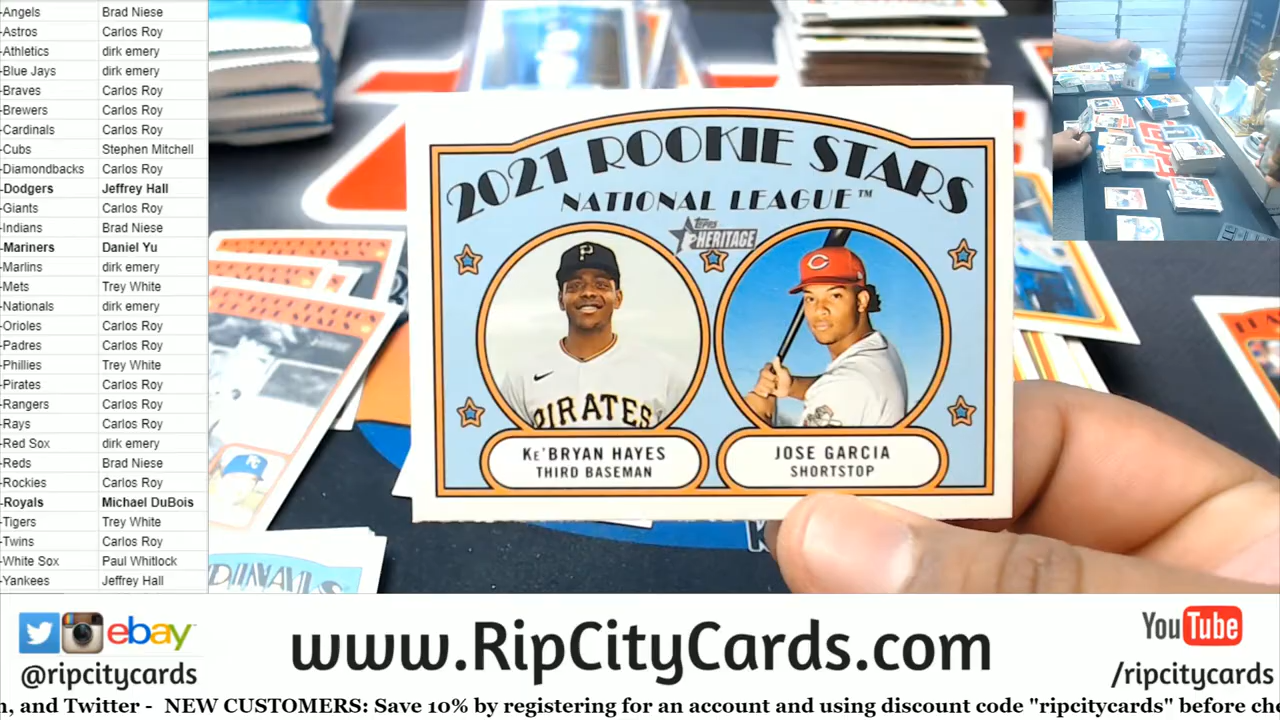 -Angels Brad Niese
-Astros Carlos Roy
-Athletics dirk emery
-Blue Jays dirk emery
-Braves Carlos Roy
-Brewers Carlos Roy
-Cardinals Carlos Roy
-Cubs Stephen Mitchell
-Diamondbacks Carlos Roy
-Dodgers Jeffrey Hall
-Giants Carlos Roy
-Indians Brad Niese
-Mariners Daniel Yu
-Marlins dirk emery
-Mets Trey White
-Nationals dirk emery
-Orioles Carlos Roy
-Padres Carlos Roy
-Phillies Trey White
-Pirates Carlos Roy
-Rangers Carlos Roy
-Rays Carlos Roy
-Red Sox dirk emery
-Reds Brad Niese
-Rockies Carlos Roy
-Royals Michael DuBois
-Tigers Trey White
-Twins Carlos Roy
-White Sox Paul Whitlock
-Yankees Jeffrey Hall
2021 ROOKIE STARS
NATIONAL LEAGUE™
Topps
HERITAGE
P
C
PIRATES
KE'BRYAN HAYES
THIRD BASEMAN
JOSE GARCIA
SHORTSTOP
ebay
@ripcitycards
www.RipCityCards.com
YouTube
/ripcitycards
n, and Twitter - NEW CUSTOMERS: Save 10% by registering for an account and using discount code "ripcitycards" before che